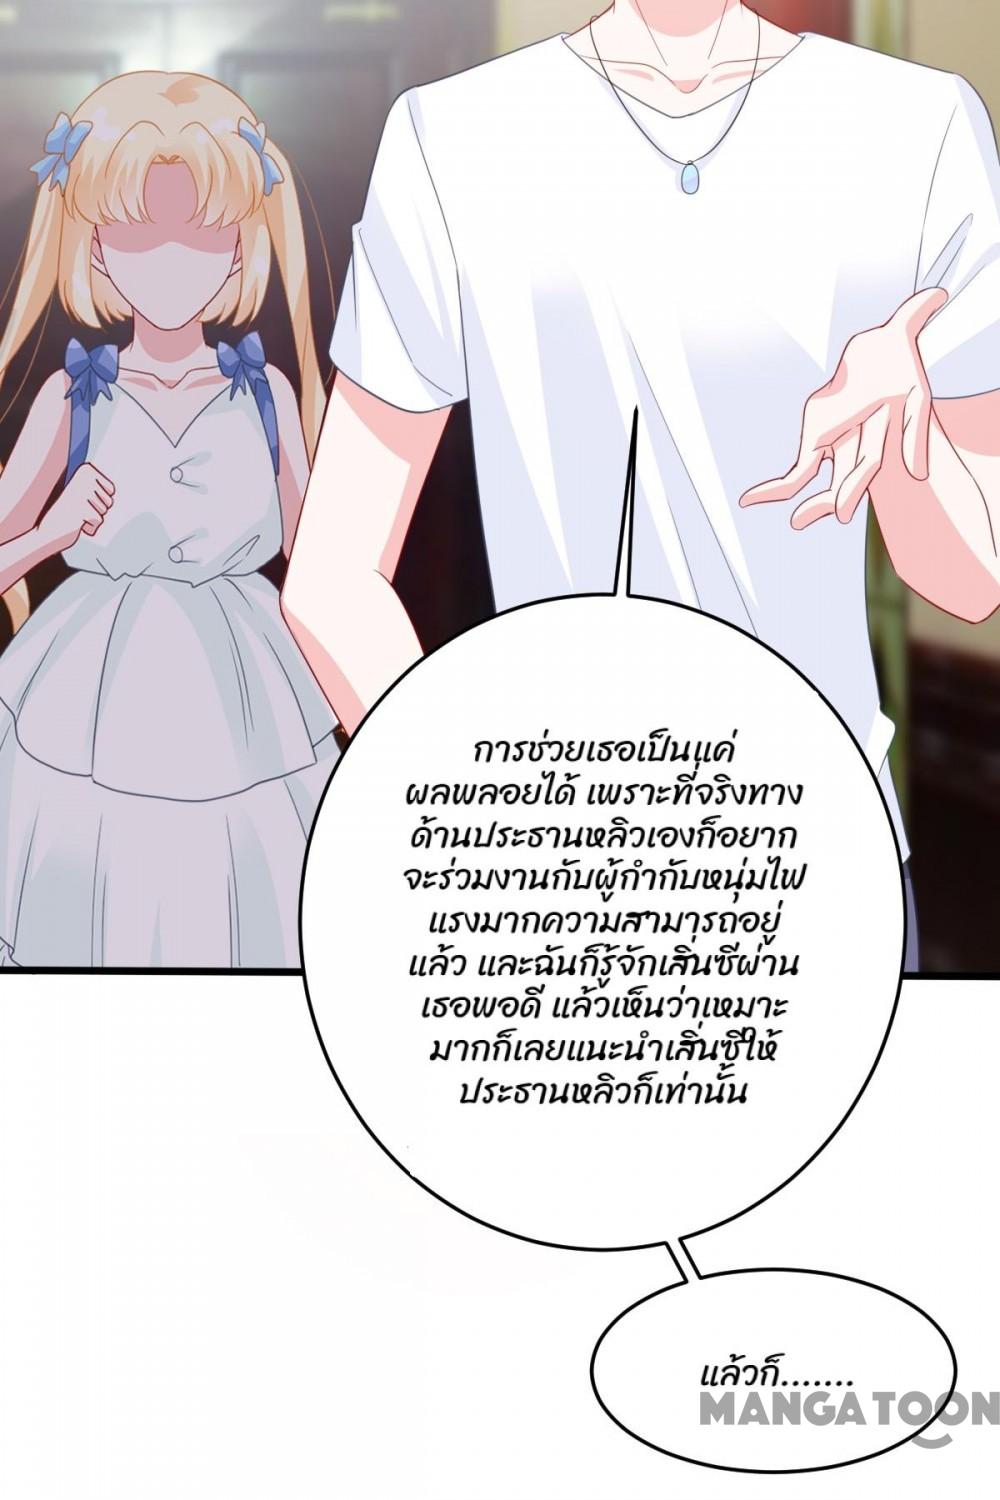 การช่วยเธอเป็นแค่
ผลพลอยได้ เพราะที่จริงทาง
ด้านประธานหลิวเองก็อยาก
จะร่วมงานกับผู้กำกับหนุ่มไฟ
แรงมากความสามารถอยู่
แล้ว และฉันก็รู้จักเสิ่นซีผ่าน
เธอพอดี แล้วเห็นว่าเหมาะ
มากก็เลยแนะนำเสิ่นซีให้
ประธานหลิวก็เท่านั้น
แล้วก็.......
MANGATOON